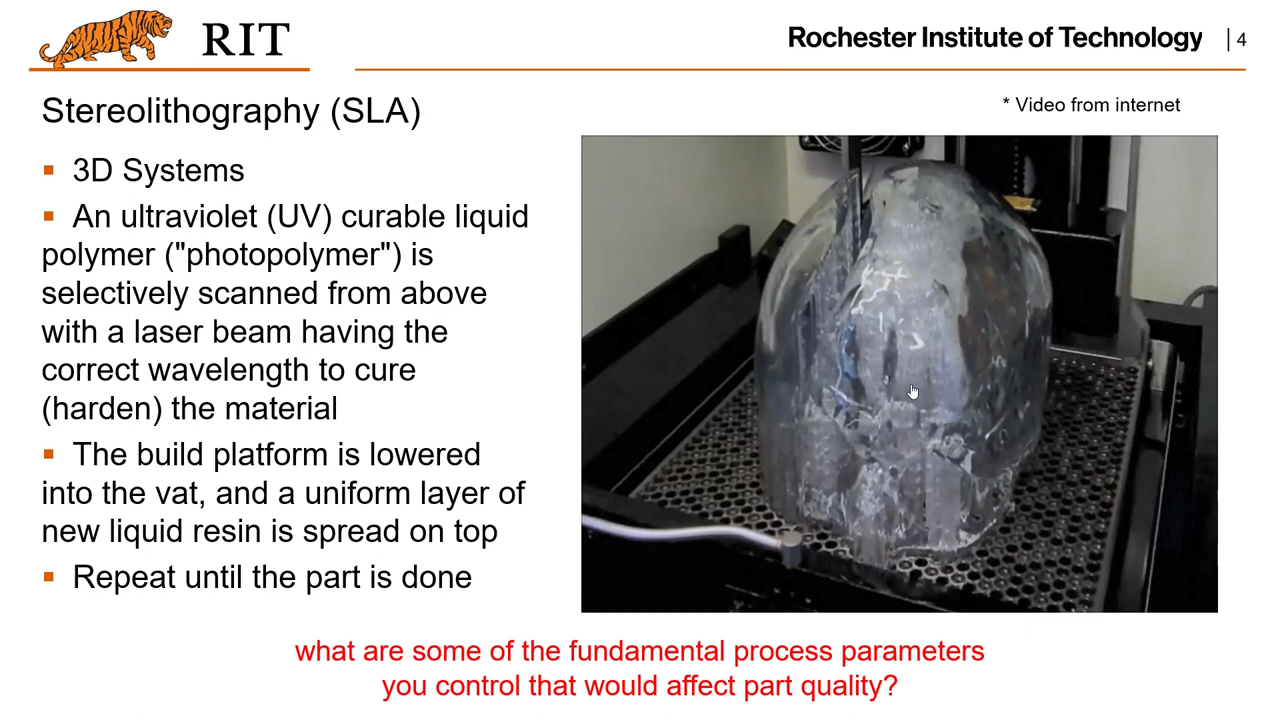 RIT
Rochester Institute of Technology | 4
Stereolithography (SLA)
* Video from internet
▪ 3D Systems
▪ An ultraviolet (UV) curable liquid
polymer ("photopolymer") is
selectively scanned from above
with a laser beam having the
correct wavelength to cure
(harden) the material
▪ The build platform is lowered
into the vat, and a uniform layer of
new liquid resin is spread on top
▪ Repeat until the part is done
what are some of the fundamental process parameters
you control that would affect part quality?